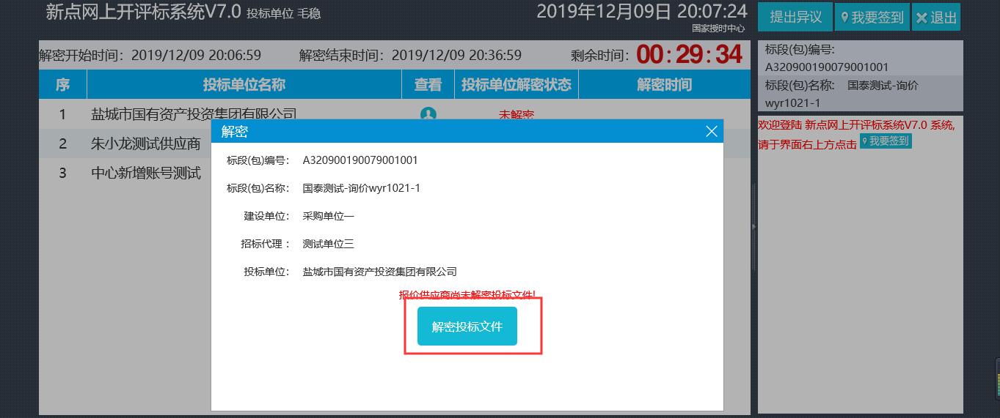 新点网上开评标系统V7.0 投标单位 毛稳
2019年12月09日 20:07:24
国家授时中心
提出异议 我要签到 退出
解密开始时间：2019/12/09 20:06:59 解密结束时间：2019/12/09 20:36:59 剩余时间：00:29:34
序 投标单位名称 查看 投标单位解密状态 解密时间
1 盐城市国有资产投资集团有限公司 未解密
2 朱小龙测试供应商
3 中心新增账号测试
解密
标段(包)编号： A320900190079001001
标段(包)名称： 国泰测试-询价wyr1021-1
建设单位： 采购单位一
招标代理 ： 测试单位三
投标单位： 盐城市国有资产投资集团有限公司
报价供应商尚未解密投标文件!
解密投标文件
标段(包)编号:
A320900190079001001
标段(包)名称: 国泰测试-询价
wyr1021-1
欢迎登陆 新点网上开评标系统V7.0 系统,
请于界面右上方点击 我要签到